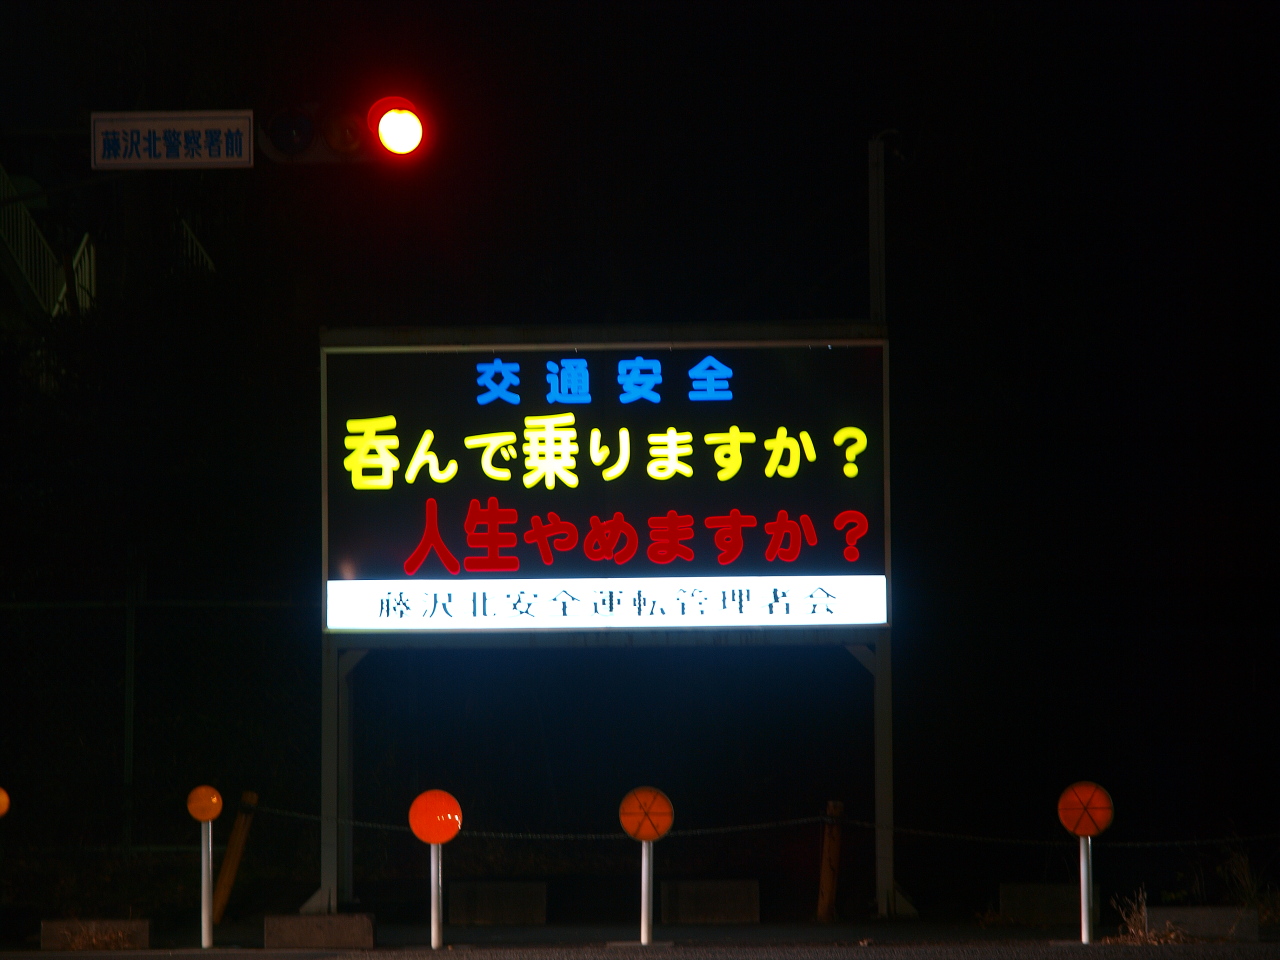 藤沢北警察署前
交通安全
呑んで乗りますか?
人生やめますか?
藤沢北安全運転管理者会